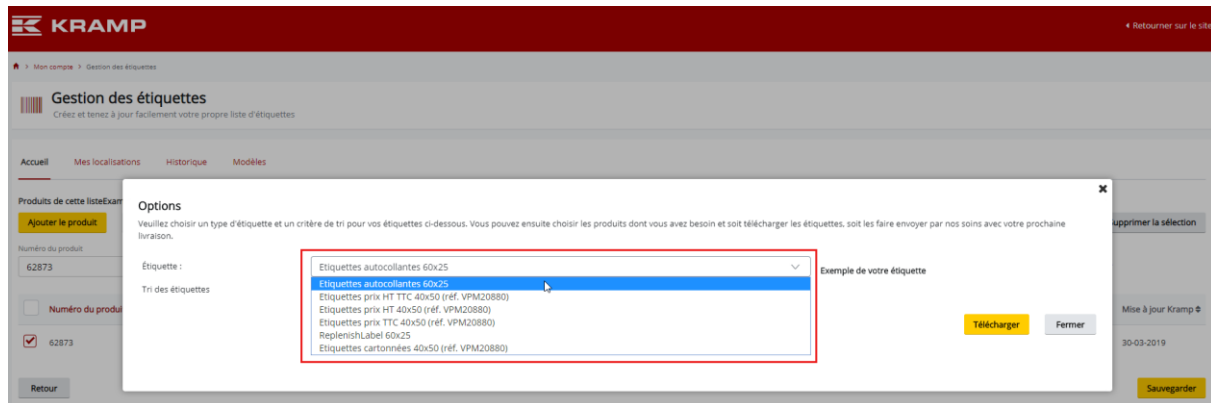 KRAMP
Retourner sur le site
Mon compte > Gestion des étiquettes
Gestion des étiquettes
Créez et tenez à jour facilement votre propre liste d'étiquettes
Accueil Mes localisations Historique Modèles
Produits de cette listeExam
Options
Ajouter le produit
Veuillez choisir un type d'étiquette et un critère de tri pour vos étiquettes ci-dessous. Vous pouvez ensuite choisir les produits dont vous avez besoin et soit télécharger les étiquettes, soit les faire envoyer par nos soins avec votre prochaine
livraison.
upprimer la sélection
Numéro du produit
62873
Étiquette :
Etiquettes autocollantes 60x25
Exemple de votre étiquette
Tri des étiquettes
Etiquettes autocollantes 60x25
Etiquettes prix HT TTC 40x50 (réf. VPM20880)
Etiquettes prix HT 40x50 (réf. VPM20880)
Etiquettes prix TTC 40x50 (réf. VPM20880)
ReplenishLabel 60x25
Etiquettes cartonnées 40x50 (réf. VPM20880)
Numéro du produi
Mise à jour Kramp
Télécharger Fermer
62873
30-03-2019
Retour
Sauvegarder